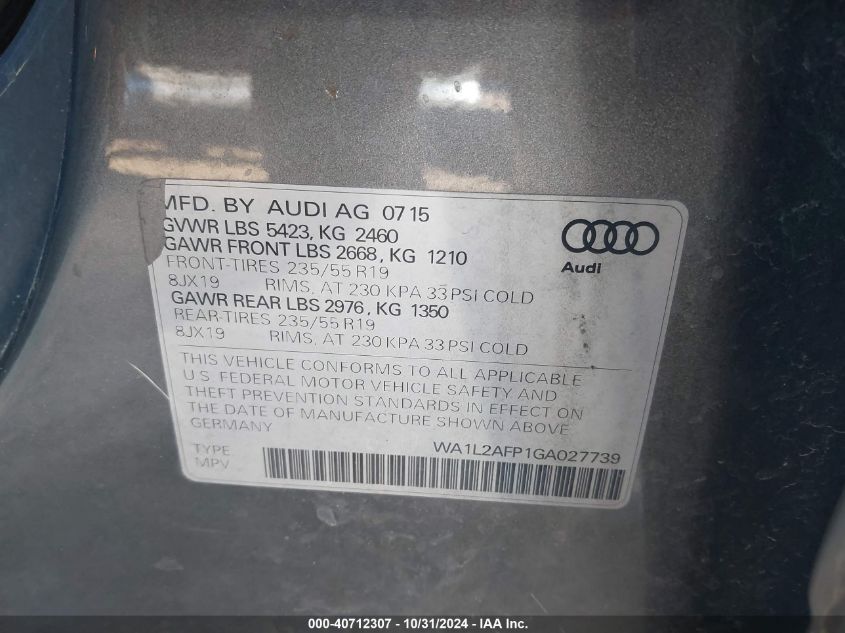 MFD. BY AUDI AG 0715
GVWR LBS 5423, KG 2460
GAWR FRONT LBS 2668, KG 1210
FRONT-TIRES 235/55 R19
8JX19 RIMS, AT 230 KPA 33 PSI COLD
GAWR REAR LBS 2976, KG 1350
REAR-TIRES 235/55 R19
8JX19 RIMS, AT 230 KPA 33 PSI COLD
Audi
THIS VEHICLE CONFORMS TO ALL APPLICABLE
U.S. FEDERAL MOTOR VEHICLE SAFETY AND
THEFT PREVENTION STANDARDS IN EFFECT ON
THE DATE OF MANUFACTURE SHOWN ABOVE
GERMANY
TYPE WA1L2AFP1GA027739
MPV
000-40712307 - 10/31/2024 - IAA Inc.